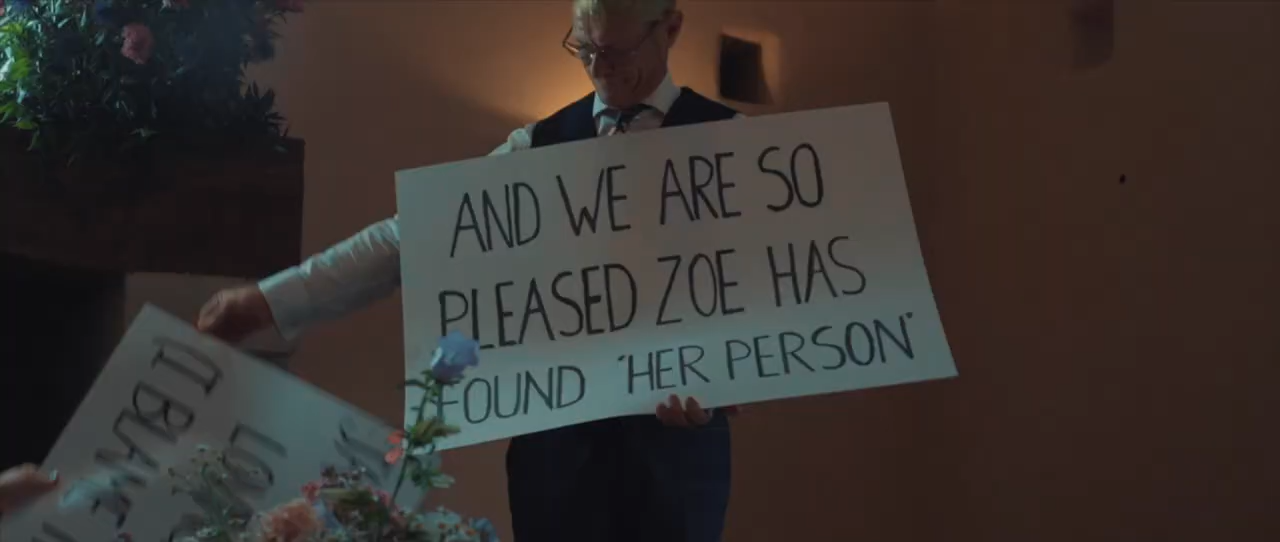 AND WE ARE SO
PLEASED ZOE HAS
FOUND 'HER PERSON'